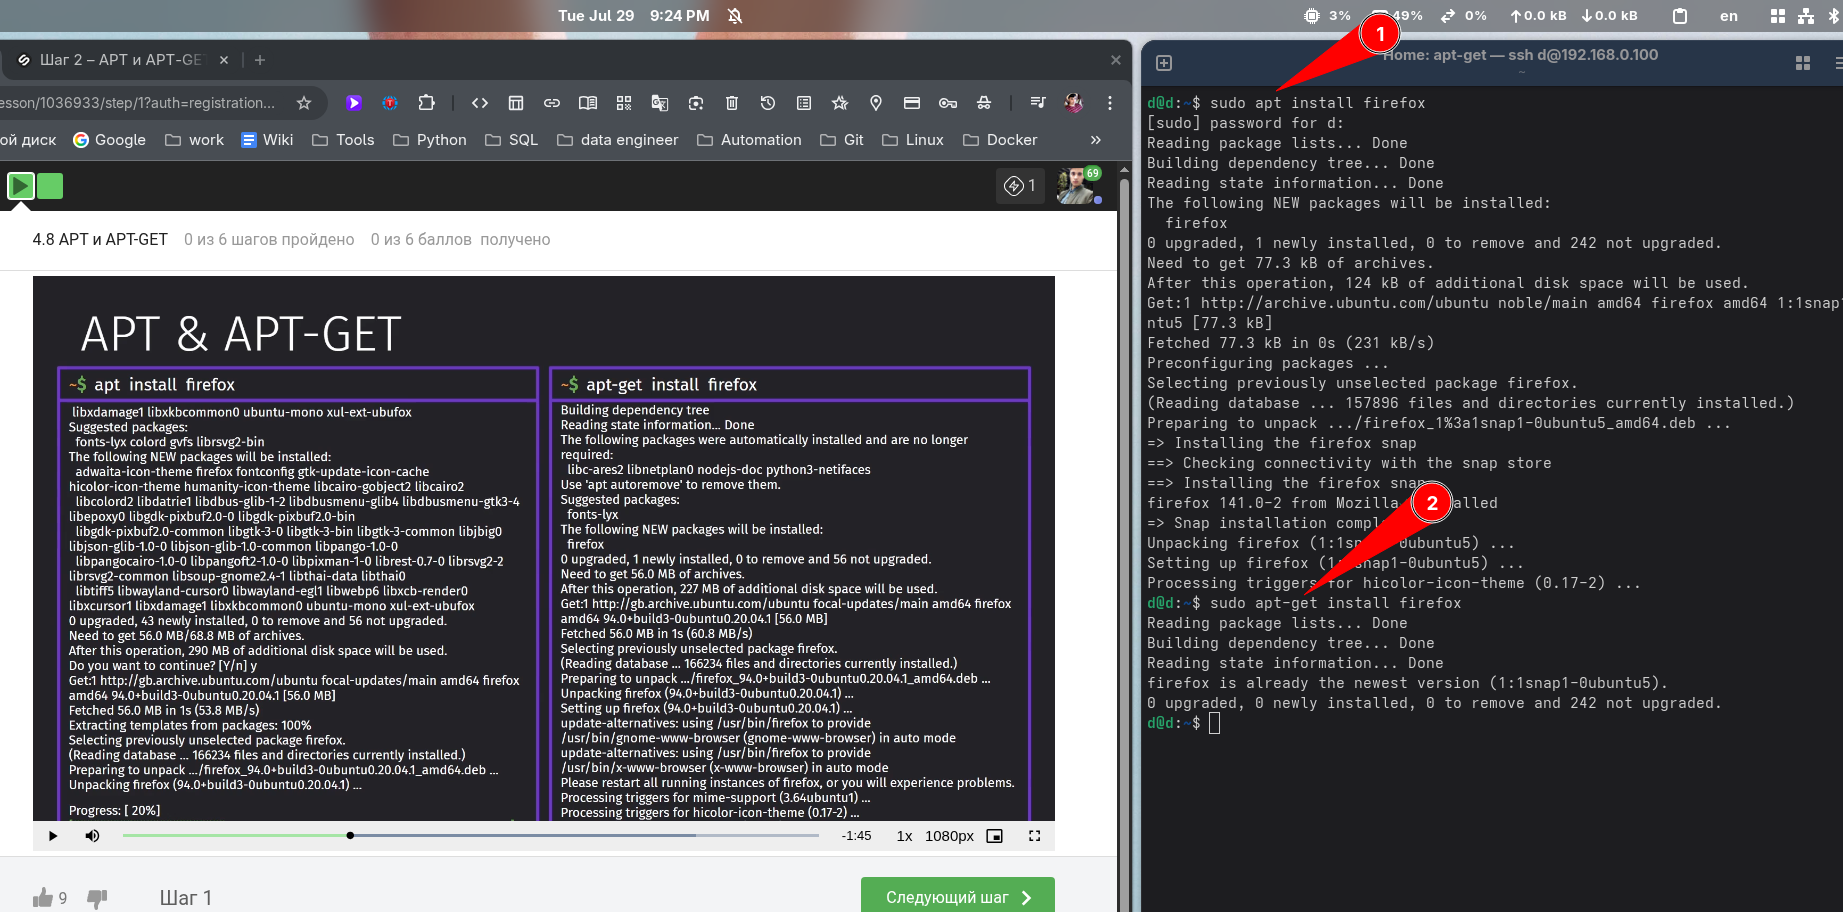 Tue Jul 29 9:24 PM
3% 49% 0% 0.0 kB 0.0 kB en
Шаг 2 – APT и APT-GE
esson/1036933/step/1?auth=registration...
ой диск Google work Wiki Tools Python SQL data engineer Automation Git Linux Docker »
1 69
4.8 APT и APT-GET 0 из 6 шагов пройдено 0 из 6 баллов получено
APT & APT-GET
~$ apt install firefox
libxdamage1 libxkbcommon0 ubuntu-mono xul-ext-ubufox
Suggested packages:
fonts-lyx colord gvfs librsvg2-bin
The following NEW packages will be installed:
adwaita-icon-theme firefox fontconfig gtk-update-icon-cache
hicolor-icon-theme humanity-icon-theme libcairo-gobject2 libcairo2
libcolord2 libdatrie1 libdbus-glib-1-2 libdbusmenu-glib4 libdbusmenu-gtk3-4
libepoxy0 libgdk-pixbuf2.0-0 libgdk-pixbuf2.0-bin
libgdk-pixbuf2.0-common libgtk-3-0 libgtk-3-bin libgtk-3-common libjbig0
libjson-glib-1.0-0 libjson-glib-1.0-common libpango-1.0-0
libpangocairo-1.0-0 libpangoft2-1.0-0 libpixman-1-0 librest-0.7-0 librsvg2-2
librsvg2-common libsoup-gnome2.4-1 libthai-data libthai0
libtiff5 libwayland-cursor0 libwayland-egl1 libwebp6 libxcb-render0
libxcursor1 libxdamage1 libxkbcommon0 ubuntu-mono xul-ext-ubufox
0 upgraded, 43 newly installed, 0 to remove and 56 not upgraded.
Need to get 56.0 MB/68.8 MB of archives.
After this operation, 290 MB of additional disk space will be used.
Do you want to continue? [Y/n] y
Get:1 http://gb.archive.ubuntu.com/ubuntu focal-updates/main amd64 firefox
amd64 94.0+build3-0ubuntu0.20.04.1 [56.0 MB]
Fetched 56.0 MB in 1s (53.8 MB/s)
Extracting templates from packages: 100%
Selecting previously unselected package firefox.
(Reading database ... 166234 files and directories currently installed.)
Preparing to unpack .../firefox_94.0+build3-0ubuntu0.20.04.1_amd64.deb ...
Unpacking firefox (94.0+build3-0ubuntu0.20.04.1) ...
Progress: [ 20%]
~$ apt-get install firefox
Building dependency tree
Reading state information... Done
The following packages were automatically installed and are no longer
required:
libc-ares2 libnetplan0 nodejs-doc python3-netifaces
Use 'apt autoremove' to remove them.
Suggested packages:
fonts-lyx
The following NEW packages will be installed:
firefox
0 upgraded, 1 newly installed, 0 to remove and 56 not upgraded.
Need to get 56.0 MB of archives.
After this operation, 227 MB of additional disk space will be used.
Get:1 http://gb.archive.ubuntu.com/ubuntu focal-updates/main amd64 firefox
amd64 94.0+build3-0ubuntu0.20.04.1 [56.0 MB]
Fetched 56.0 MB in 1s (60.8 MB/s)
Selecting previously unselected package firefox.
(Reading database ... 166234 files and directories currently installed.)
Preparing to unpack .../firefox_94.0+build3-0ubuntu0.20.04.1_amd64.deb ...
Unpacking firefox (94.0+build3-0ubuntu0.20.04.1) ...
Setting up firefox (94.0+build3-0ubuntu0.20.04.1) ...
update-alternatives: using /usr/bin/firefox to provide
/usr/bin/gnome-www-browser (gnome-www-browser) in auto mode
update-alternatives: using /usr/bin/firefox to provide
/usr/bin/x-www-browser (x-www-browser) in auto mode
Please restart all running instances of firefox, or you will experience problems.
Processing triggers for mime-support (3.64ubuntu1) ...
Processing triggers for hicolor-icon-theme (0.17-2) ...
-1:45 1x 1080px
9 Шаг 1 Следующий шаг
1
Home: apt-get — ssh d@192.168.0.100
~
d@d:~$ sudo apt install firefox
[sudo] password for d:
Reading package lists... Done
Building dependency tree... Done
Reading state information... Done
The following NEW packages will be installed:
firefox
0 upgraded, 1 newly installed, 0 to remove and 242 not upgraded.
Need to get 77.3 kB of archives.
After this operation, 124 kB of additional disk space will be used.
Get:1 http://archive.ubuntu.com/ubuntu noble/main amd64 firefox amd64 1:1snap1
ntu5 [77.3 kB]
Fetched 77.3 kB in 0s (231 kB/s)
Preconfiguring packages ...
Selecting previously unselected package firefox.
(Reading database ... 157896 files and directories currently installed.)
Preparing to unpack .../firefox_1%3a1snap1-0ubuntu5_amd64.deb ...
=> Installing the firefox snap
==> Checking connectivity with the snap store
==> Installing the firefox snap
firefox 141.0-2 from Mozilla alled
=> Snap installation compl
2
Unpacking firefox (1:1snap1-0ubuntu5) ...
Setting up firefox (1:1snap1-0ubuntu5) ...
Processing triggers for hicolor-icon-theme (0.17-2) ...
d@d:~$ sudo apt-get install firefox
Reading package lists... Done
Building dependency tree... Done
Reading state information... Done
firefox is already the newest version (1:1snap1-0ubuntu5).
0 upgraded, 0 newly installed, 0 to remove and 242 not upgraded.
d@d:~$